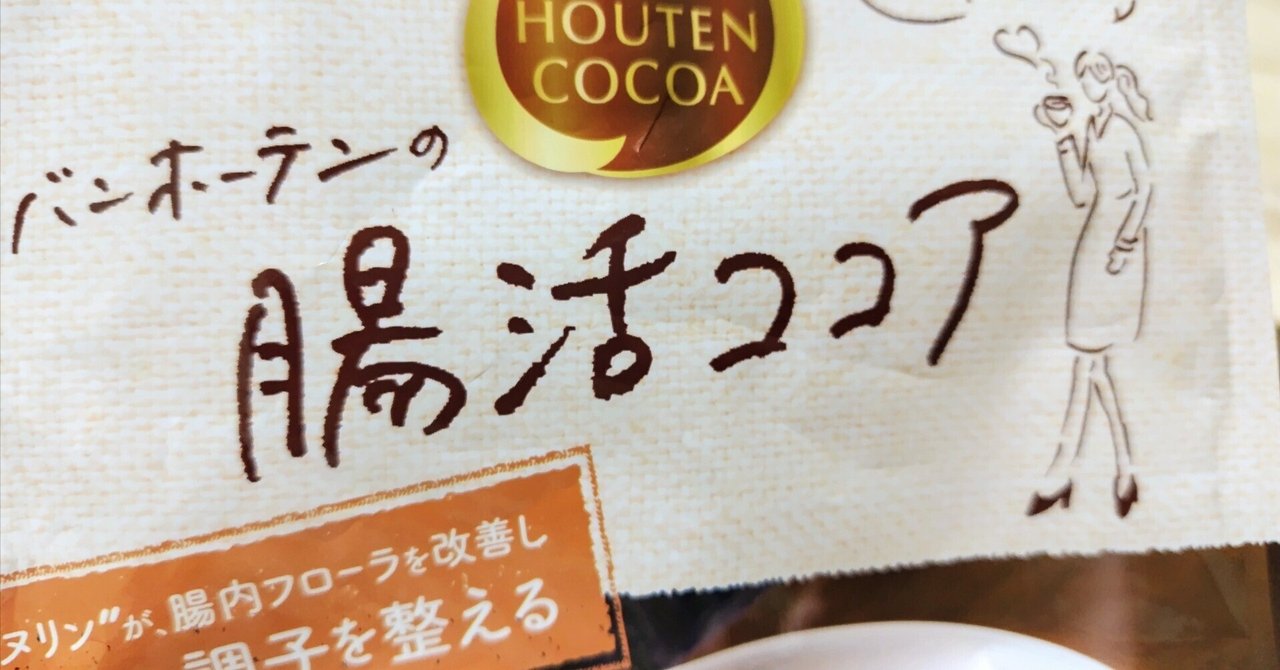 HOUTEN
COCOA
バンホーテンの
腸活ココア
ヌリン”が、腸内フローラを改善し
調子を整える